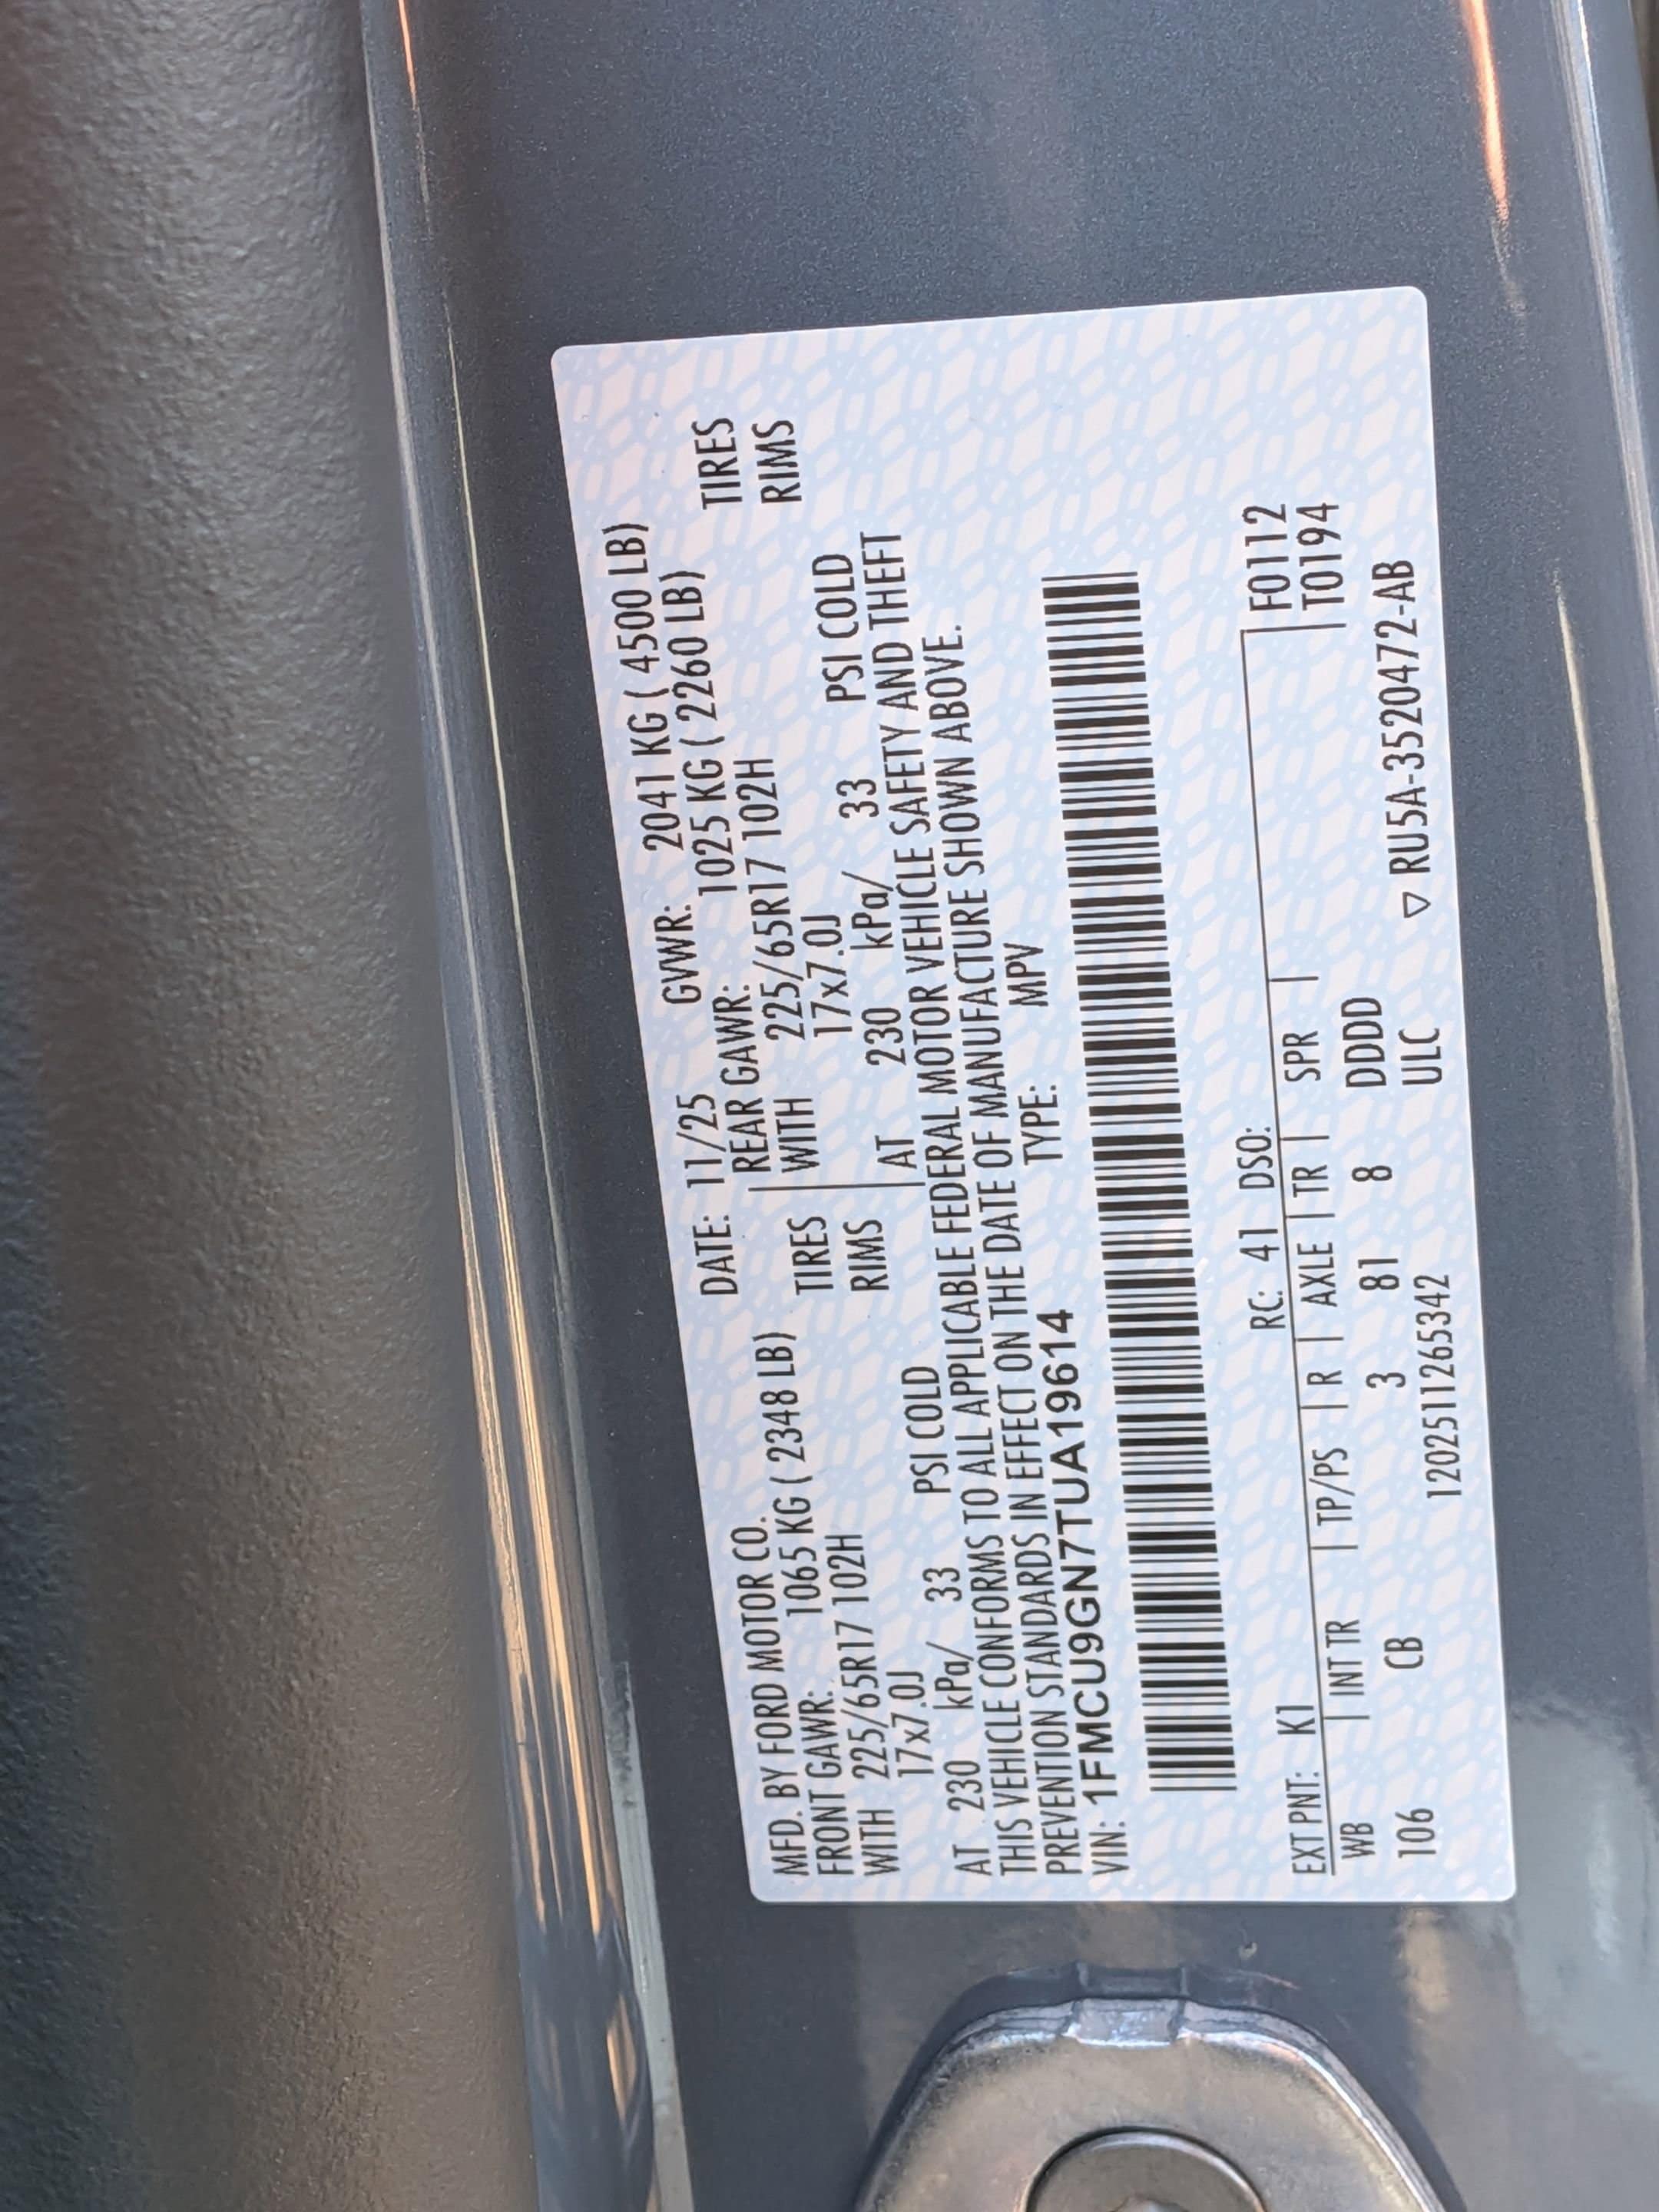 MFD. BY FORD MOTOR CO. DATE: 11/25 GVWR: 2041 KG ( 4500 LB)
FRONT GAWR: 1065 KG ( 2348 LB) REAR GAWR: 1025 KG ( 2260 LB)
WITH 225/65R17 102H TIRES WITH 225/65R17 102H TIRES
17x7.0J RIMS 17x7.0J RIMS
AT 230 kPa/ 33 PSI COLD AT 230 kPa/ 33 PSI COLD
THIS VEHICLE CONFORMS TO ALL APPLICABLE FEDERAL MOTOR VEHICLE SAFETY AND THEFT
PREVENTION STANDARDS IN EFFECT ON THE DATE OF MANUFACTURE SHOWN ABOVE.
VIN: 1FMCU9GN7TUA19614 TYPE: MPV
EXT PNT: K1 RC: 41 DSO: F0112
WB | INT TR | TP/PS | R | AXLE | TR | SPR | T0194
106 CB 3 81 8 DDDD
1202511265342 ULC ▽ RU5A-3520472-AB